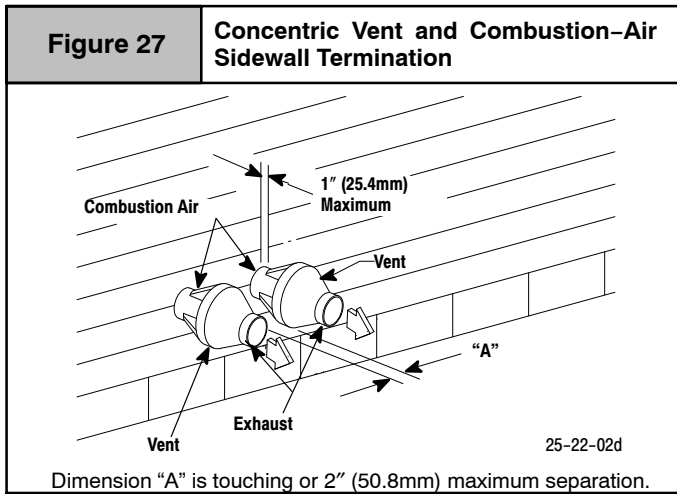 Figure 27
Concentric Vent and Combustion–Air
Sidewall Termination
1″ (25.4mm)
Maximum
Combustion Air
Vent
“A”
Exhaust
Vent
25–22–02d
Dimension “A” is touching or 2″ (50.8mm) maximum separation.